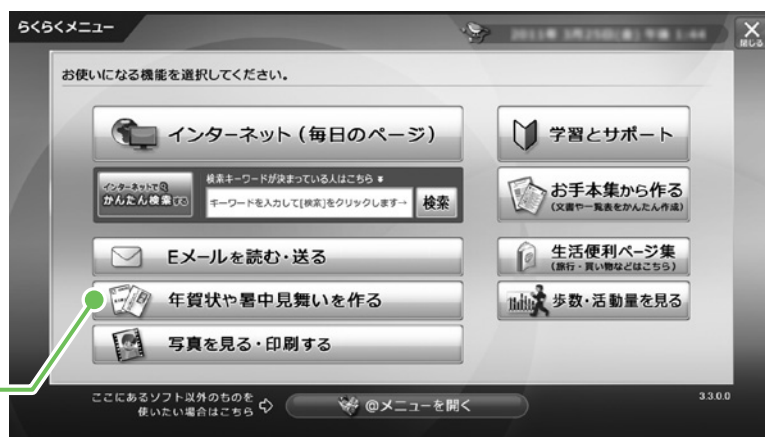 らくらくメニュー
閉じる
お使いになる機能を選択してください。
インターネット(毎日のページ)
インターネットで
かんたん検索する
検索キーワードが決まっている人はこちら
キーワードを入力して[検索]をクリックします→
検索
Eメールを読む・送る
年賀状や暑中見舞いを作る
写真を見る・印刷する
学習とサポート
お手本集から作る
(文書や一覧表をかんたん作成)
生活便利ページ集
(旅行・買い物などはこちら)
歩数・活動量を見る
ここにあるソフト以外のものを
使いたい場合はこちら
@メニューを開く
3.3.0.0